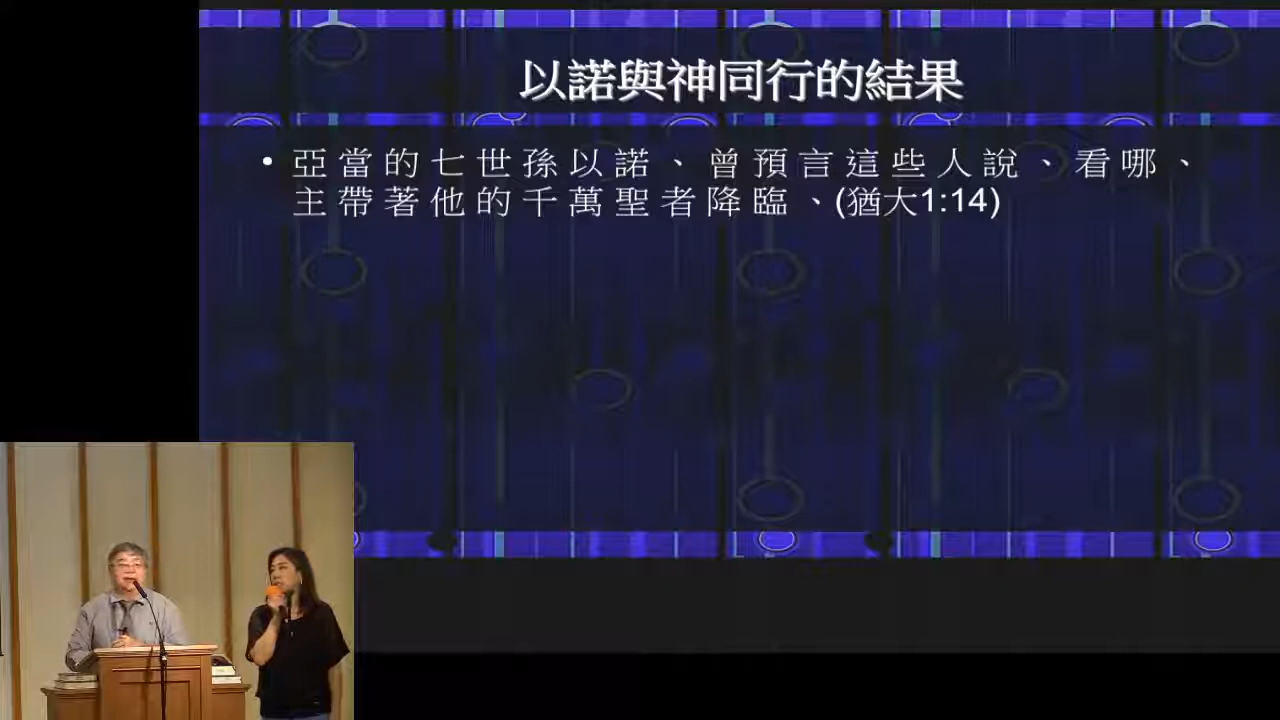 以諾與神同行的結果
• 亞當的七世孫以諾、曾預言這些人說、看哪、
主帶著他的千萬聖者降臨、(猶大1:14)